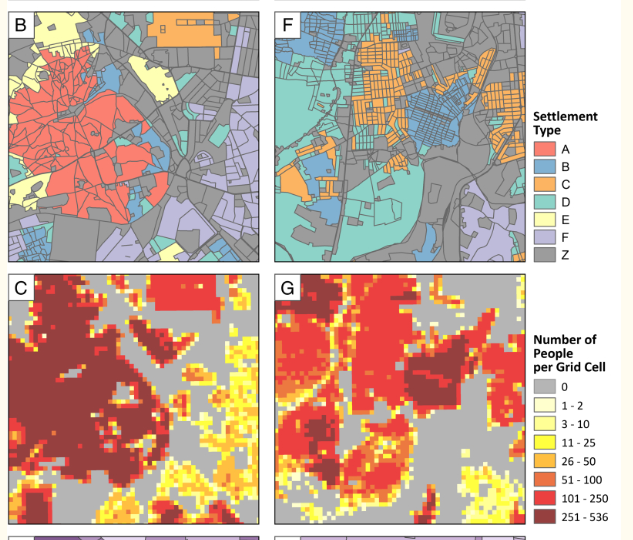 B
F
Settlement
Type
A
B
C
D
E
F
Z
C
G
Number of
People
per Grid Cell
0
1 - 2
3 - 10
11 - 25
26 - 50
51 - 100
101 - 250
251 - 536